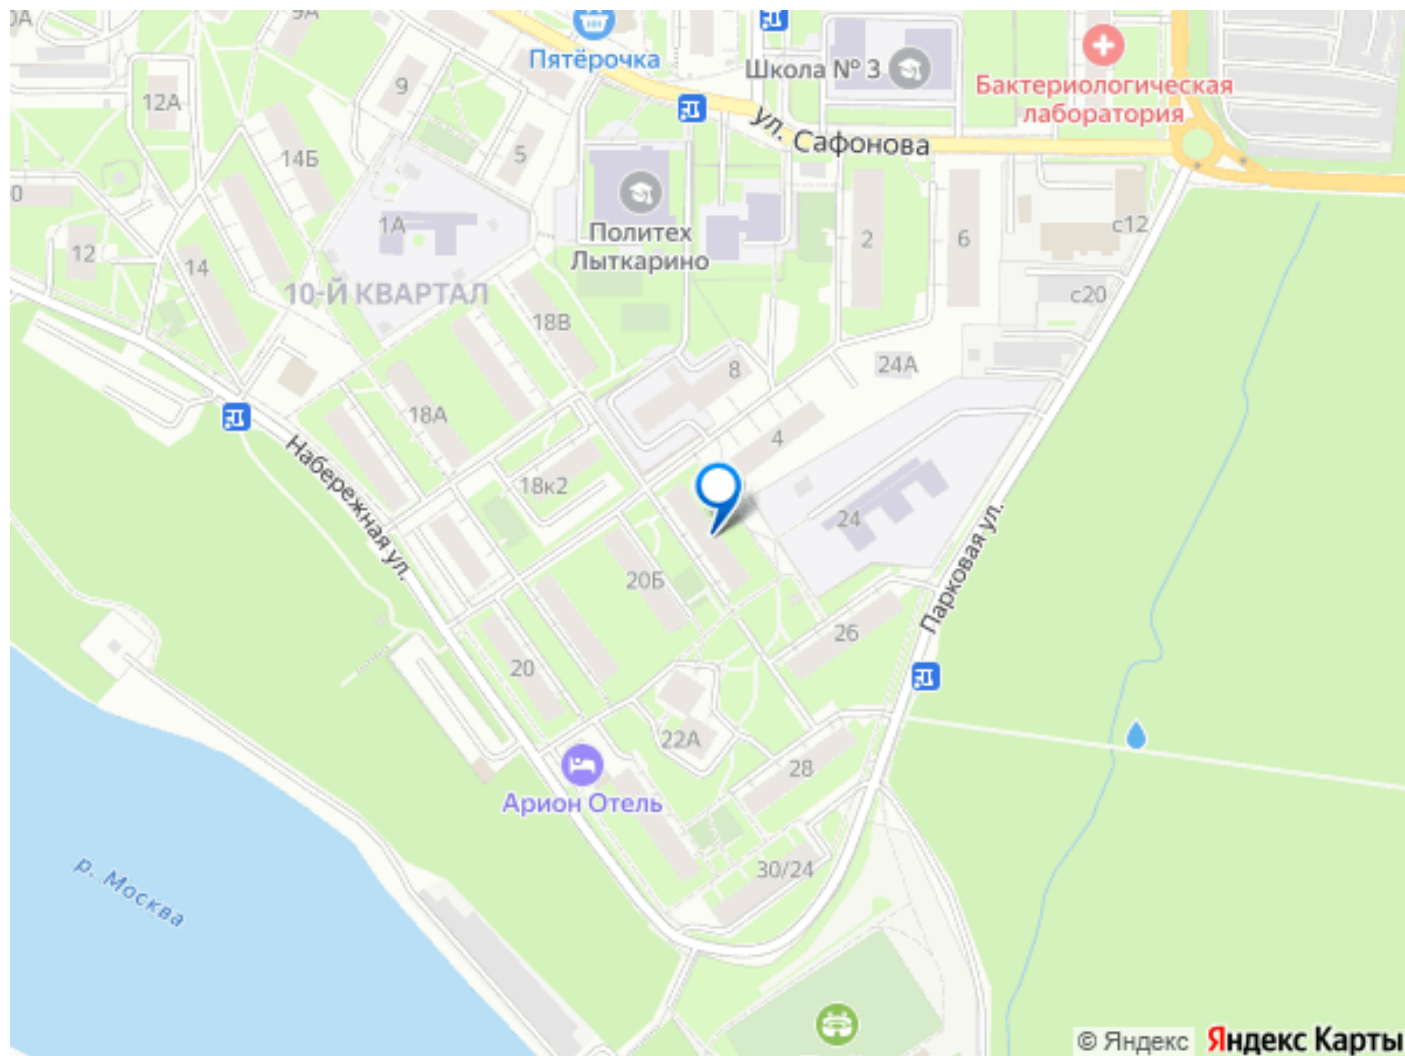 9А
Пятёрочка
Школа № 3
Бактериологическая
лаборатория
9
12А
ул. Сафонова
14Б
5
1А
Политех
Лыткарино
2
6
с12
12
14
10-Й КВАРТАЛ
18В
с20
8
24А
18А
4
Набережная ул.
18к2
24
20Б
Парковая ул.
26
20
22А
28
Арион Отель
30/24
р. Москва
© Яндекс
Яндекс Карты